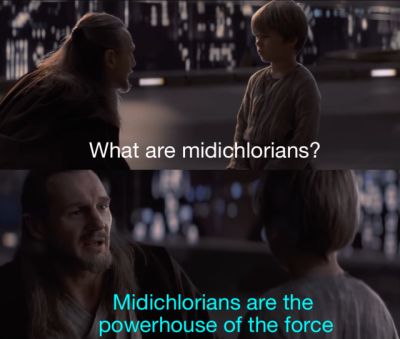 What are midichlorians?
Midichlorians are the
powerhouse of the force